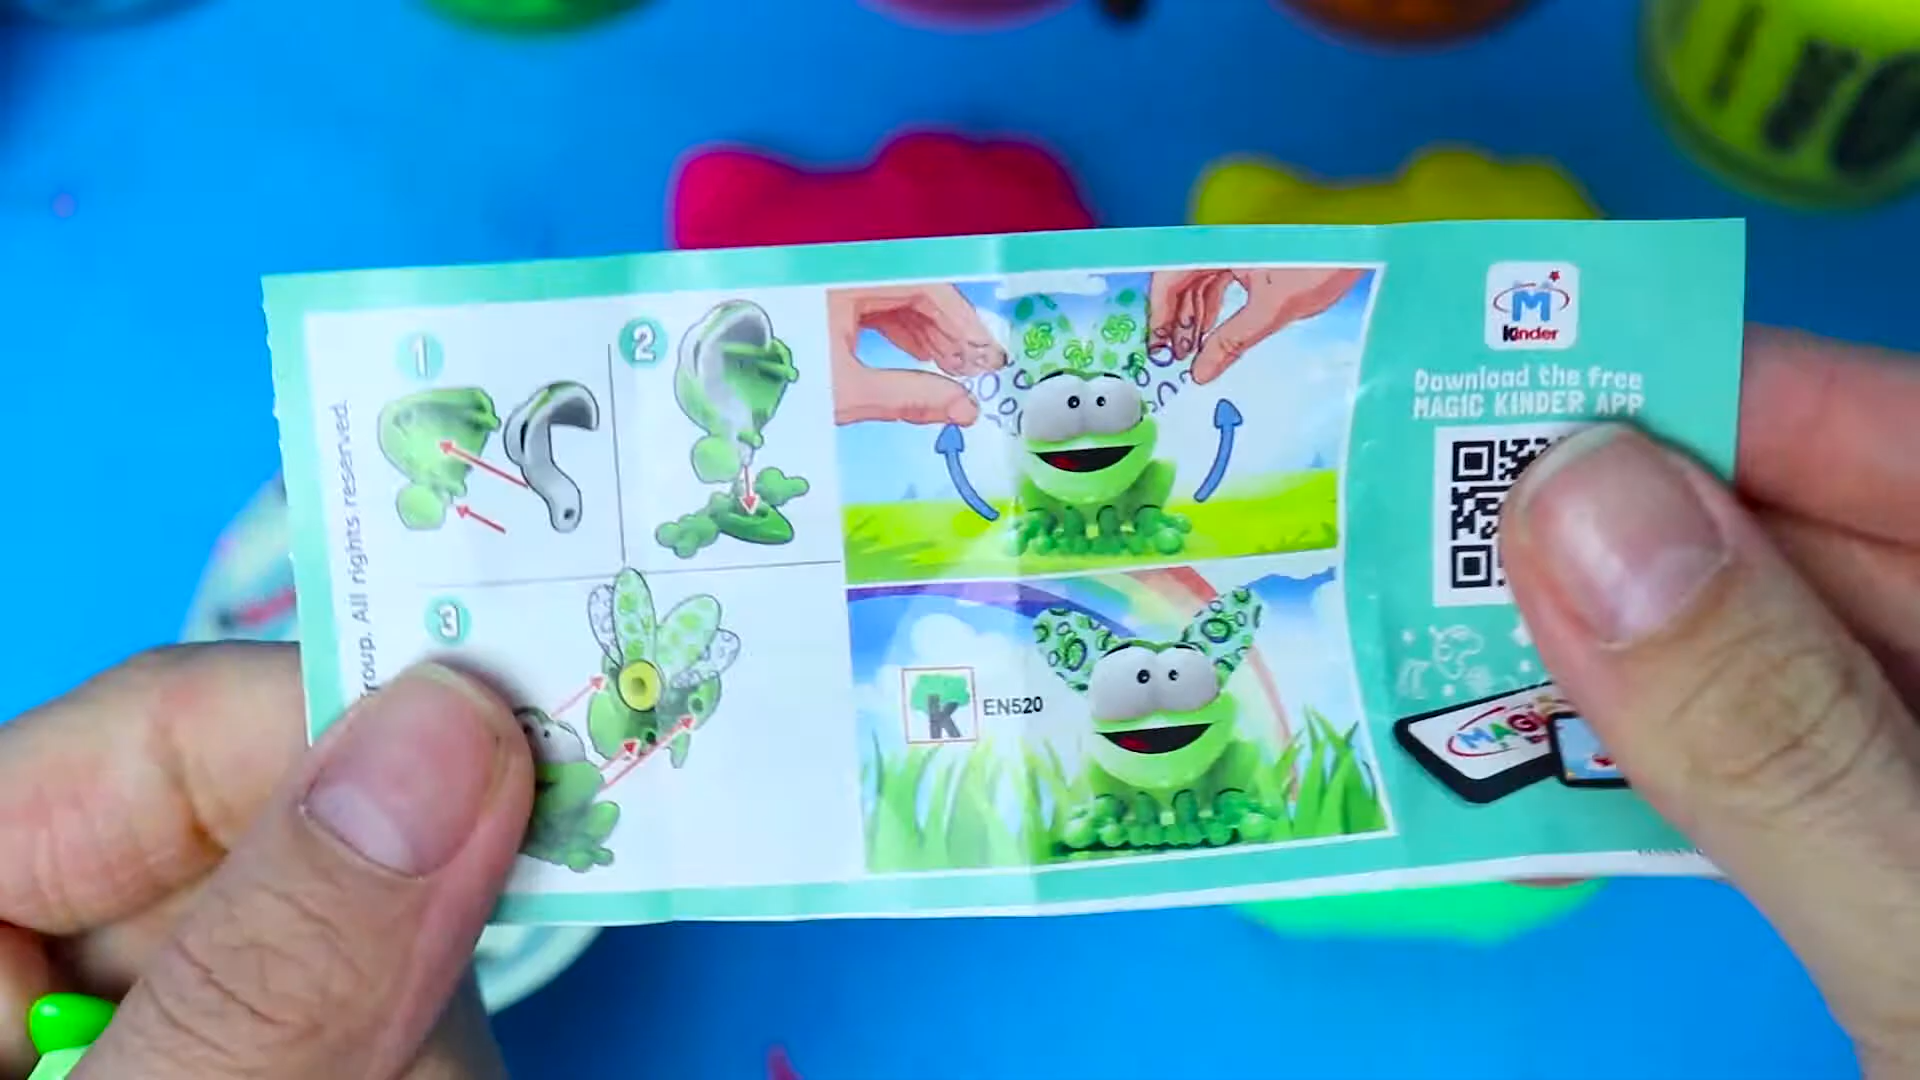 1
2
3
Group. All rights reserved.
EN520
k
M
Kinder
Download the free
MAGIC KINDER APP